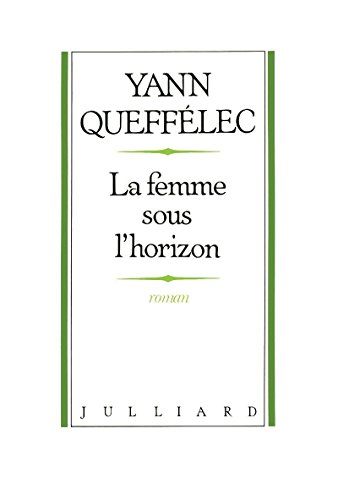 YANN
QUEFFÉLEC
La femme
sous
l'horizon
roman
JULLIARD